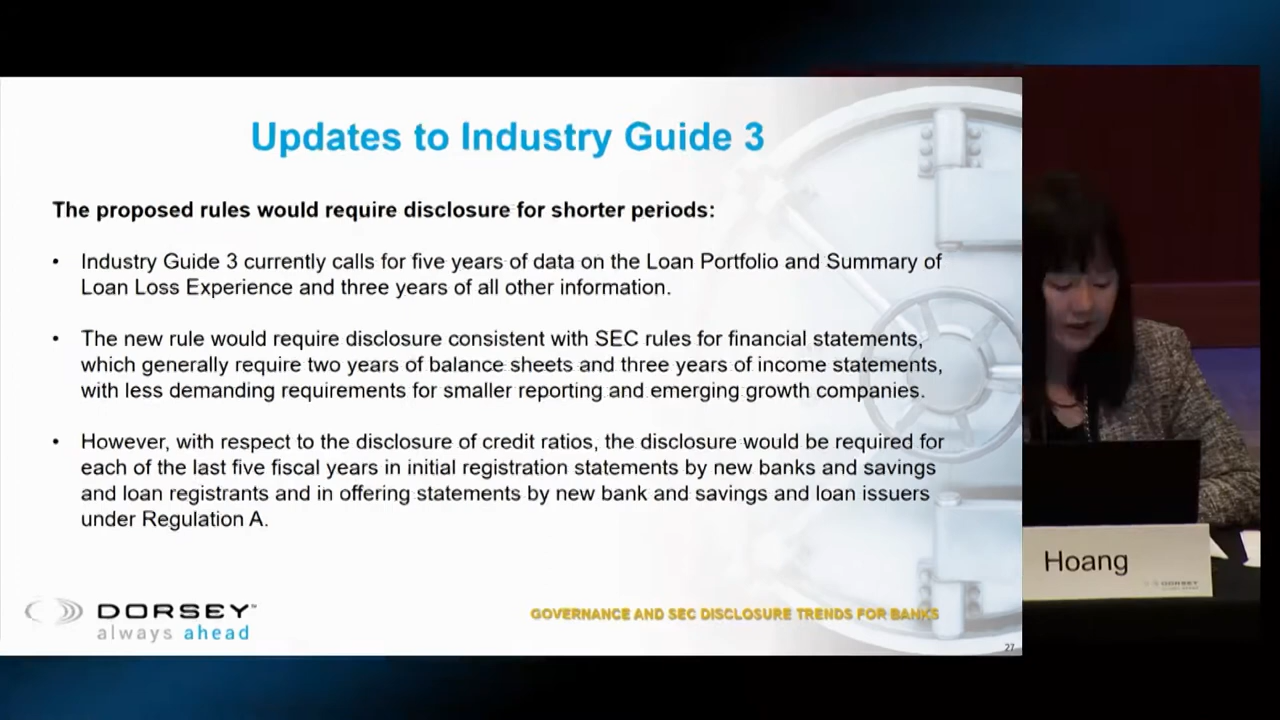 Updates to Industry Guide 3
The proposed rules would require disclosure for shorter periods:
• Industry Guide 3 currently calls for five years of data on the Loan Portfolio and Summary of
Loan Loss Experience and three years of all other information.
• The new rule would require disclosure consistent with SEC rules for financial statements,
which generally require two years of balance sheets and three years of income statements,
with less demanding requirements for smaller reporting and emerging growth companies.
• However, with respect to the disclosure of credit ratios, the disclosure would be required for
each of the last five fiscal years in initial registration statements by new banks and savings
and loan registrants and in offering statements by new bank and savings and loan issuers
under Regulation A.
DORSEY™
always ahead
GOVERNANCE AND SEC DISCLOSURE TRENDS FOR BANKS
27
Hoang
DORSEY